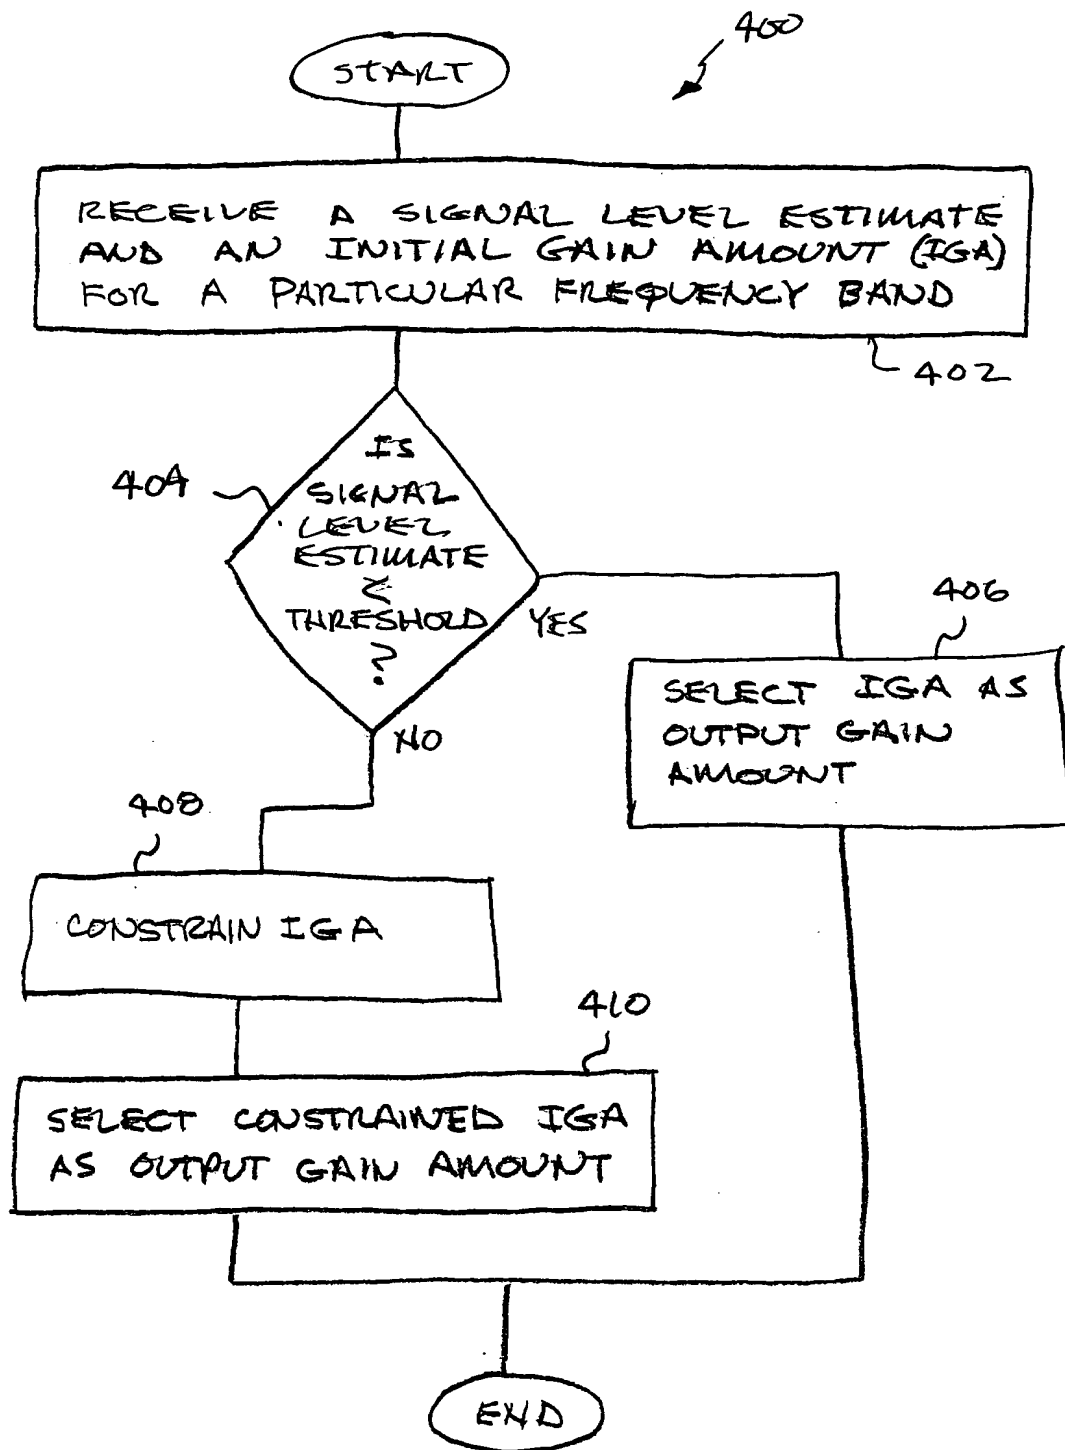 400
START
RECEIVE A SIGNAL LEVEL ESTIMATE
AND AN INITIAL GAIN AMOUNT (IGA)
FOR A PARTICULAR FREQUENCY BAND
402
404
IS
SIGNAL
LEVEL
ESTIMATE
<
THRESHOLD
?
YES
NO
406
SELECT IGA AS
OUTPUT GAIN
AMOUNT
408
CONSTRAIN IGA
410
SELECT CONSTRAINED IGA
AS OUTPUT GAIN AMOUNT
END